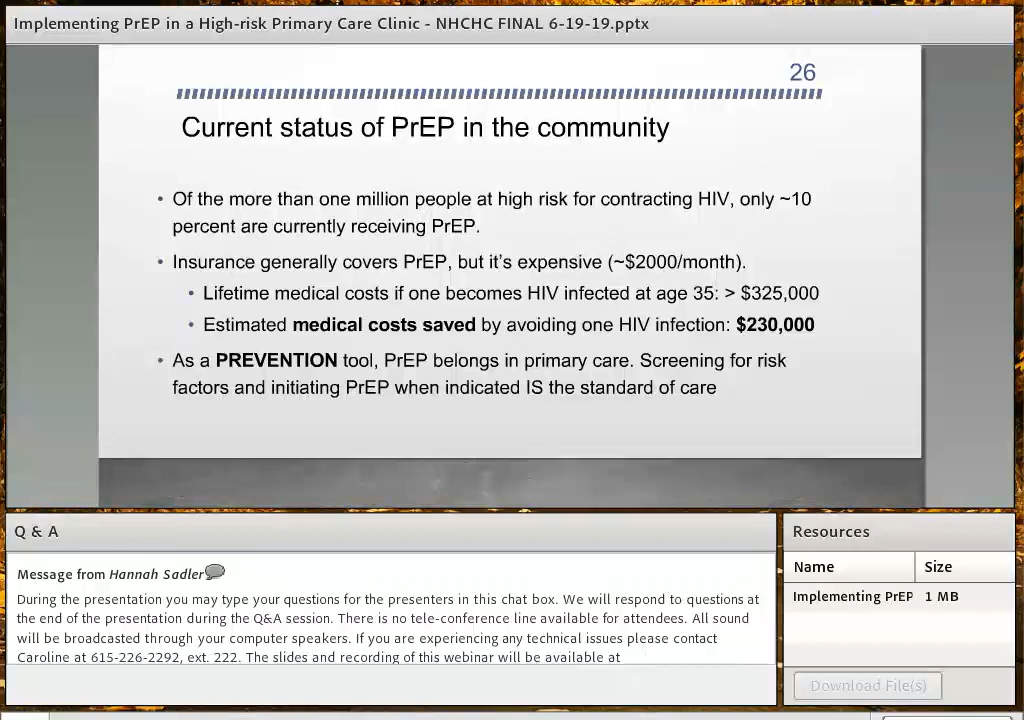 Implementing PrEP in a High-risk Primary Care Clinic - NHCHC FINAL 6-19-19.pptx
26
Current status of PrEP in the community
• Of the more than one million people at high risk for contracting HIV, only ~10
percent are currently receiving PrEP.
• Insurance generally covers PrEP, but it’s expensive (~$2000/month).
• Lifetime medical costs if one becomes HIV infected at age 35: > $325,000
• Estimated medical costs saved by avoiding one HIV infection: $230,000
• As a PREVENTION tool, PrEP belongs in primary care. Screening for risk
factors and initiating PrEP when indicated IS the standard of care
Q & A
Message from Hannah Sadler
During the presentation you may type your questions for the presenters in this chat box. We will respond to questions at
the end of the presentation during the Q&A session. There is no tele-conference line available for attendees. All sound
will be broadcasted through your computer speakers. If you are experiencing any technical issues please contact
Caroline at 615-226-2292, ext. 222. The slides and recording of this webinar will be available at
Resources
Name Size
Implementing PrEP 1 MB
Download File(s)